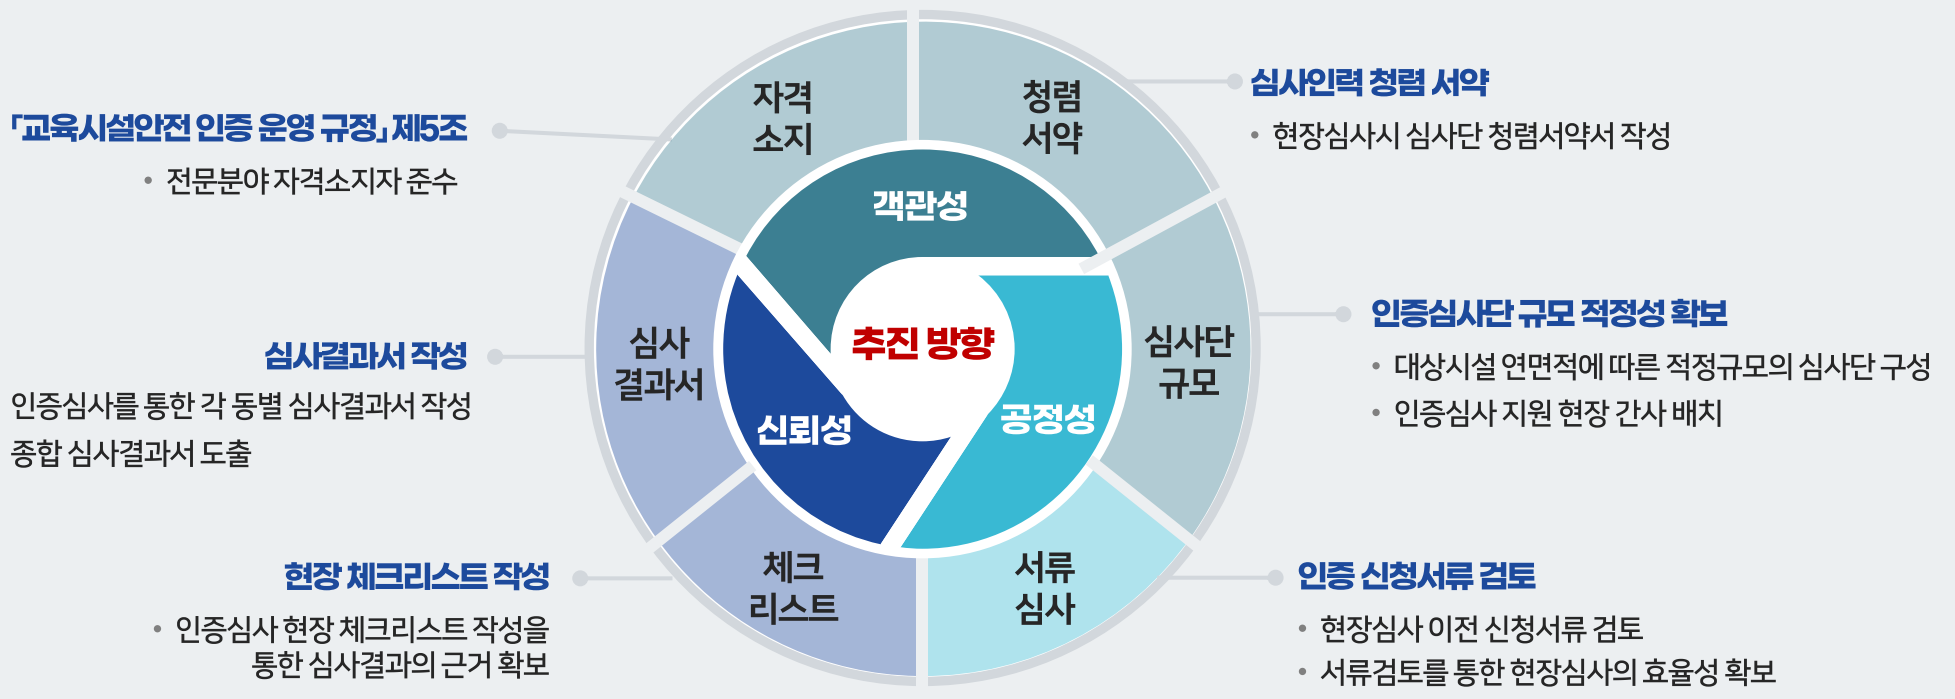 「교육시설안전 인증 운영 규정」 제5조
• 전문분야 자격소지자 준수
심사결과서 작성
인증심사를 통한 각 동별 심사결과서 작성
종합 심사결과서 도출
현장 체크리스트 작성
• 인증심사 현장 체크리스트 작성을
통한 심사결과의 근거 확보
자격
소지
청렴
서약
객관성
추진 방향
심사
결과서
심사단
규모
신뢰성
공정성
체크
리스트
서류
심사
심사인력 청렴 서약
• 현장심사시 심사단 청렴서약서 작성
인증심사단 규모 적정성 확보
• 대상시설 연면적에 따른 적정규모의 심사단 구성
• 인증심사 지원 현장 간사 배치
인증 신청서류 검토
• 현장심사 이전 신청서류 검토
• 서류검토를 통한 현장심사의 효율성 확보